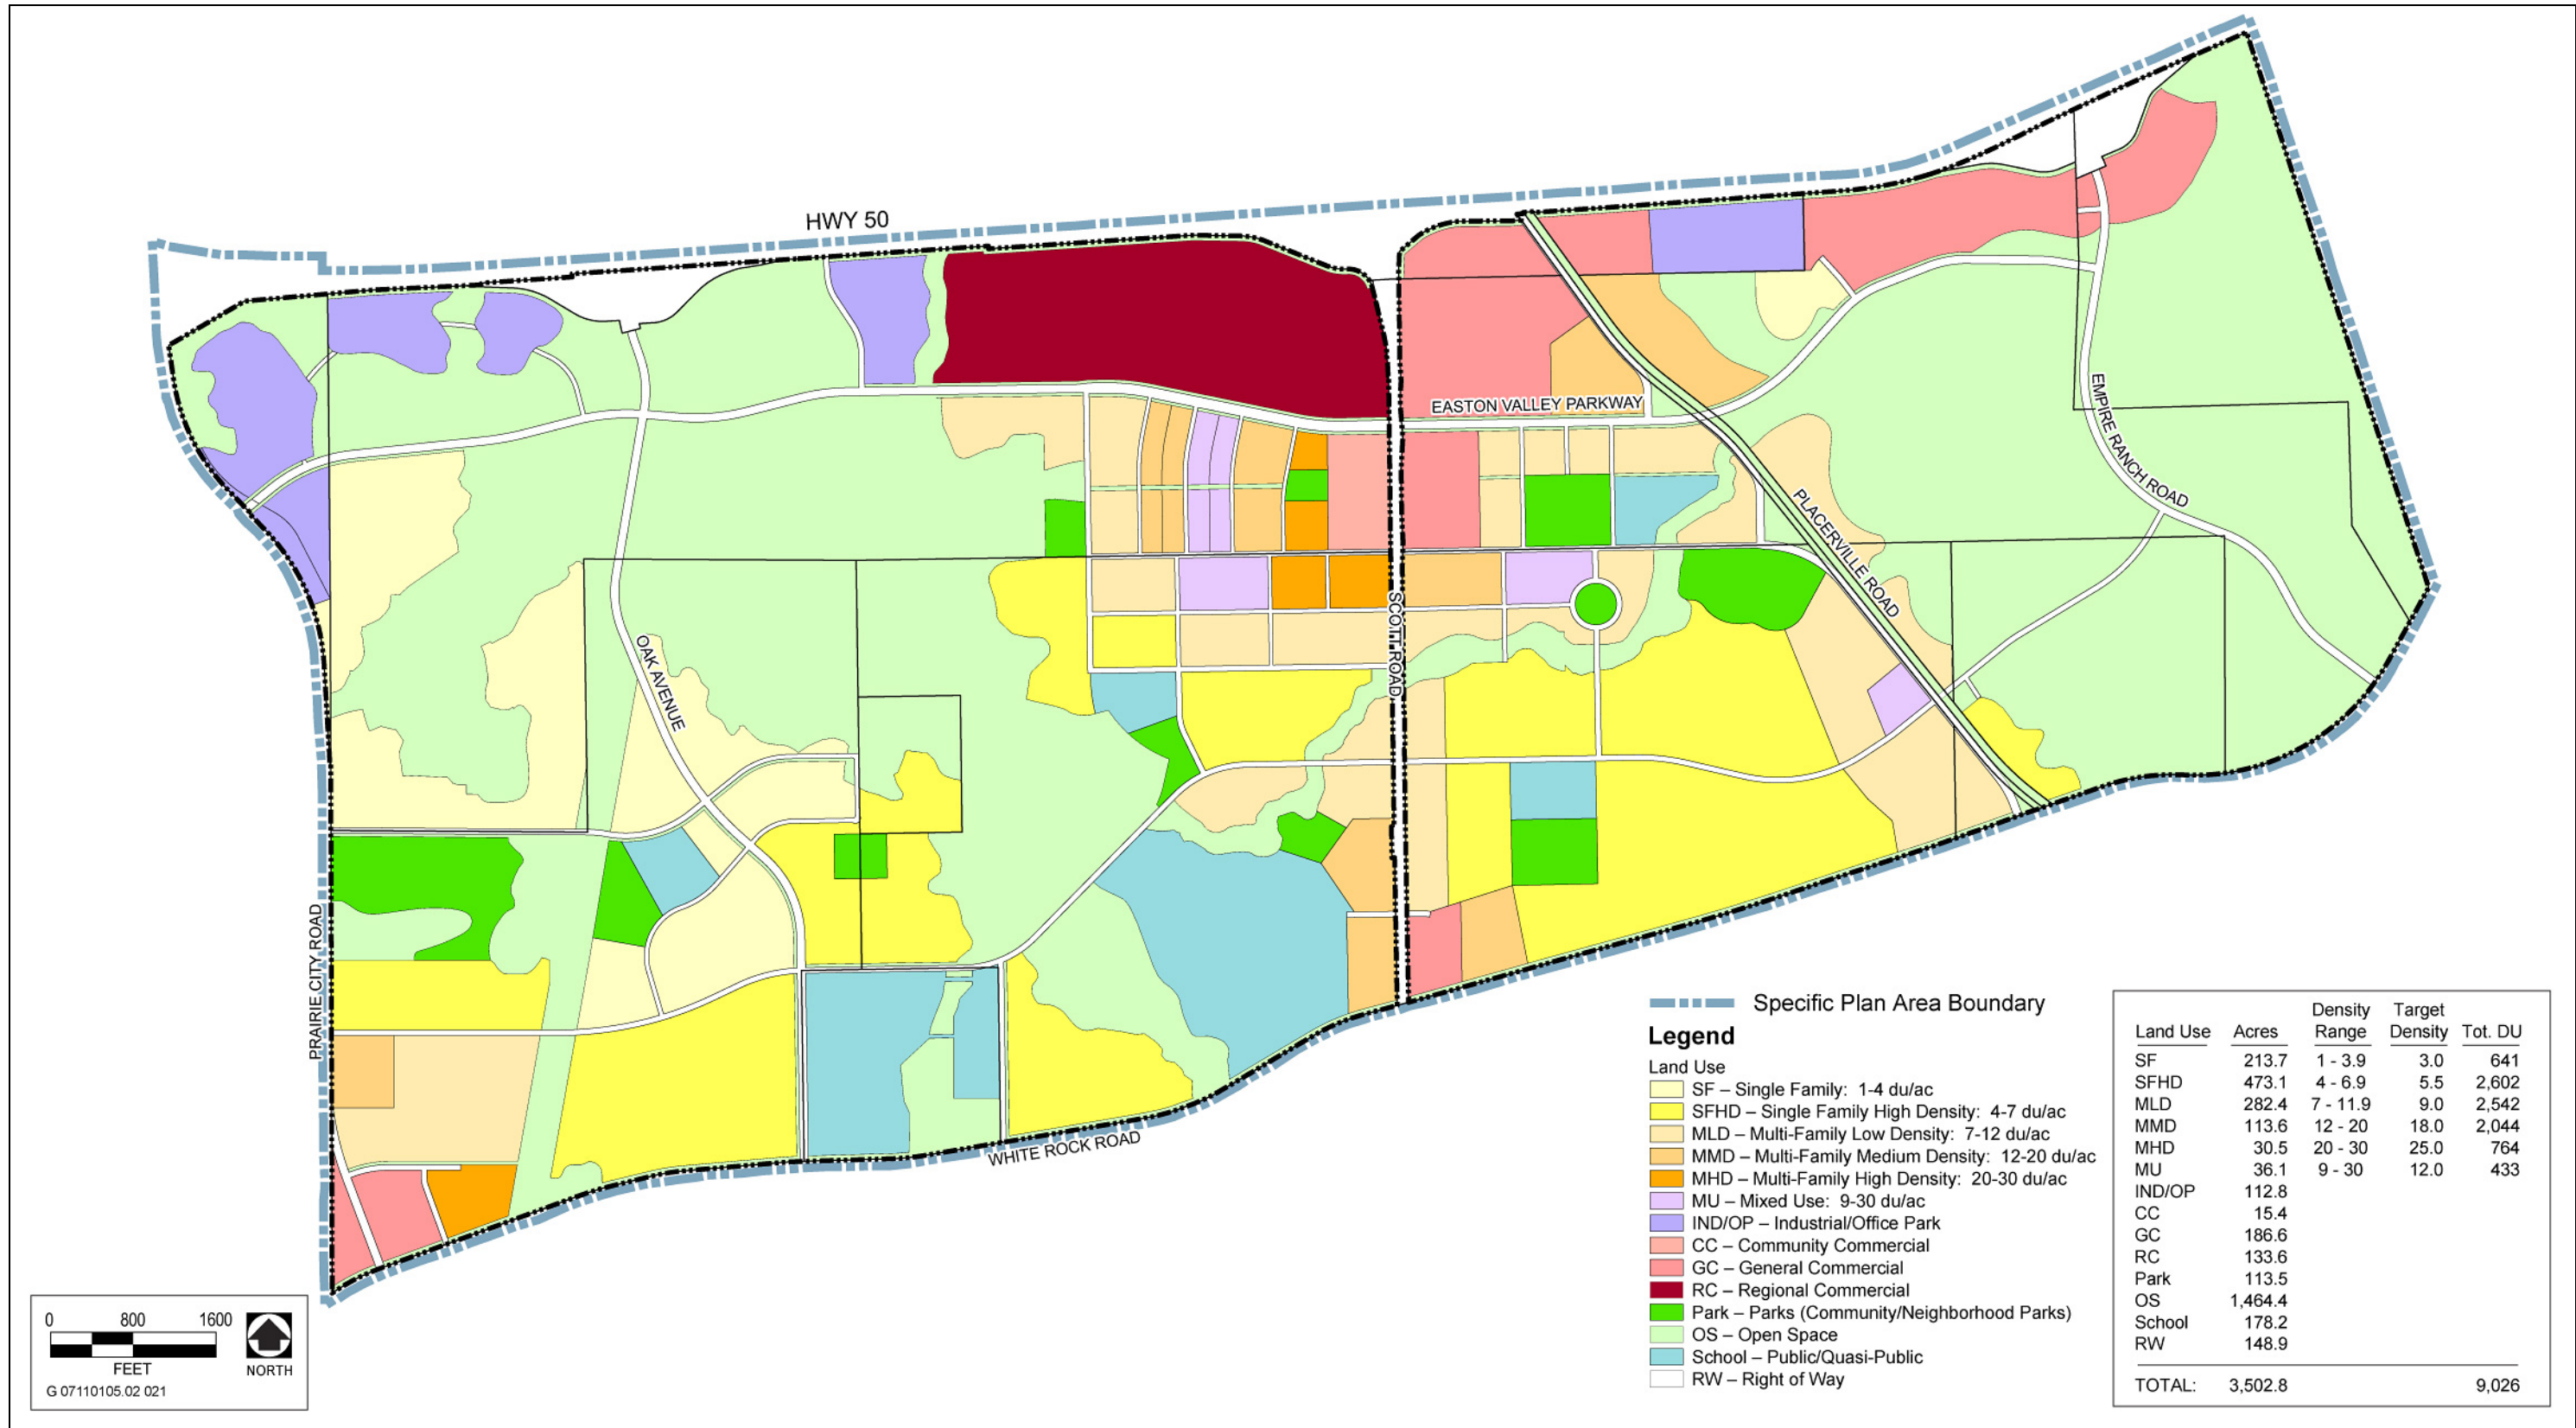 HWY 50
EASTON VALLEY PARKWAY
EMPIRE RANCH ROAD
PLACERVILLE ROAD
SCOTT ROAD
OAK AVENUE
PRAIRIE CITY ROAD
WHITE ROCK ROAD
Specific Plan Area Boundary
Legend
Land Use
SF – Single Family: 1-4 du/ac
SFHD – Single Family High Density: 4-7 du/ac
MLD – Multi-Family Low Density: 7-12 du/ac
MMD – Multi-Family Medium Density: 12-20 du/ac
MHD – Multi-Family High Density: 20-30 du/ac
MU – Mixed Use: 9-30 du/ac
IND/OP – Industrial/Office Park
CC – Community Commercial
GC – General Commercial
RC – Regional Commercial
Park – Parks (Community/Neighborhood Parks)
OS – Open Space
School – Public/Quasi-Public
RW – Right of Way
Density Target
Land Use Acres Range Density Tot. DU
SF 213.7 1 - 3.9 3.0 641
SFHD 473.1 4 - 6.9 5.5 2,602
MLD 282.4 7 - 11.9 9.0 2,542
MMD 113.6 12 - 20 18.0 2,044
MHD 30.5 20 - 30 25.0 764
MU 36.1 9 - 30 12.0 433
IND/OP 112.8
CC 15.4
GC 186.6
RC 133.6
Park 113.5
OS 1,464.4
School 178.2
RW 148.9
TOTAL: 3,502.8 9,026
0 800 1600
FEET
NORTH
G 07110105.02 021